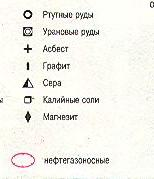 Ртутные руды
Урановые руды
Асбест
Графит
Сера
Калийные соли
Магнезит
нефтегазоносные